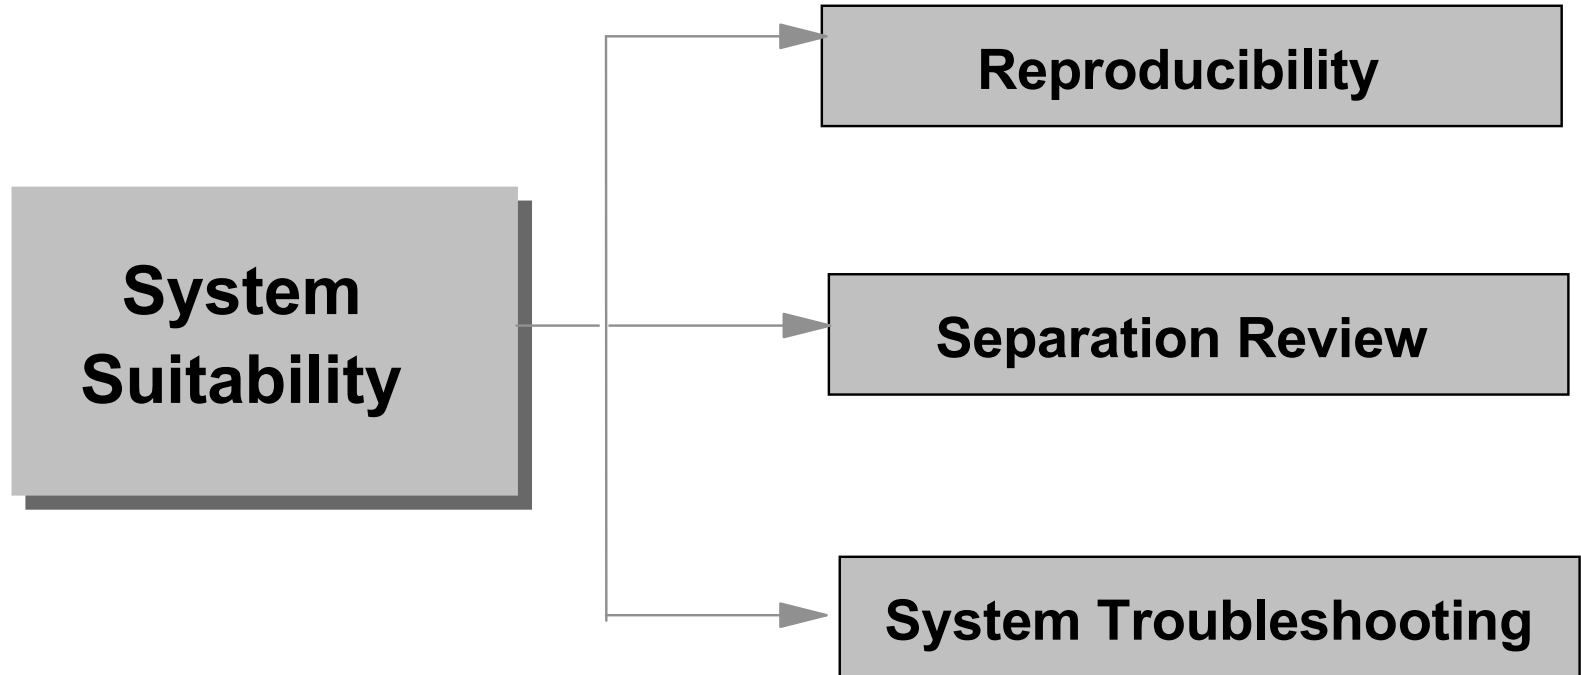 System
Suitability
Reproducibility
Separation Review
System Troubleshooting